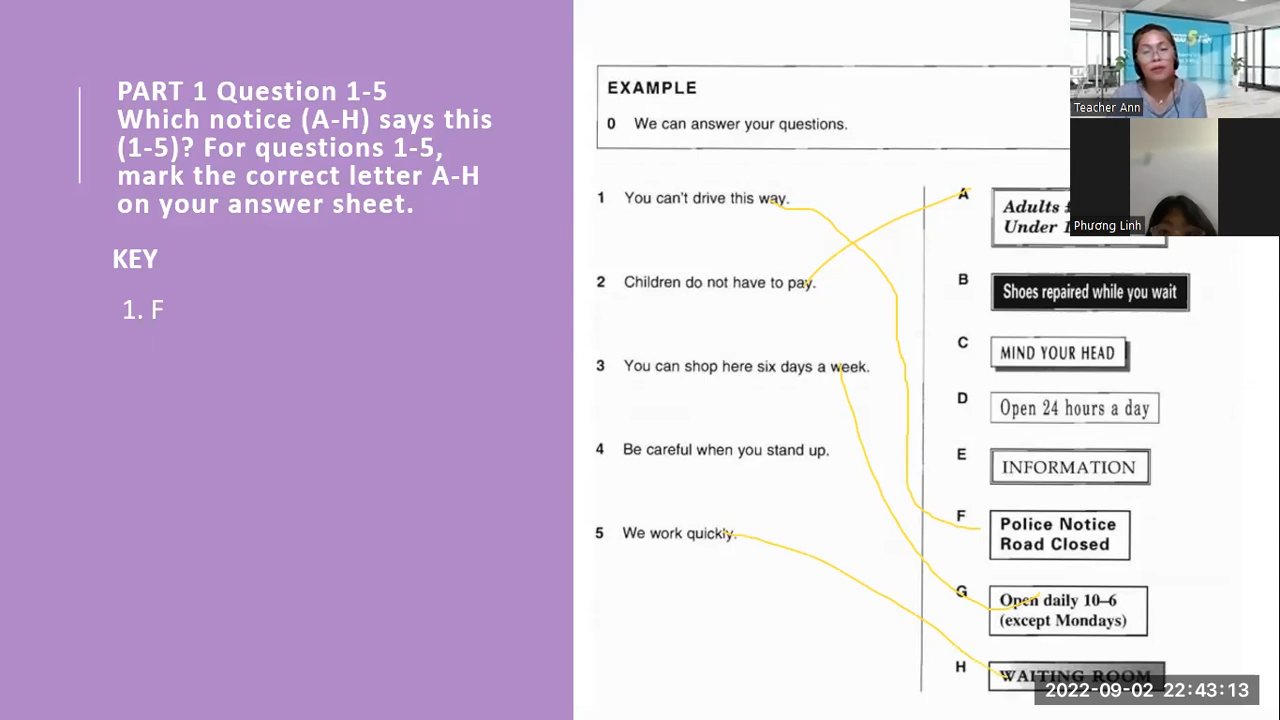 PART 1 Question 1-5
Which notice (A-H) says this
(1-5)? For questions 1-5,
mark the correct letter A-H
on your answer sheet.
KEY
1. F
EXAMPLE
0 We can answer your questions.
1 You can't drive this way.
2 Children do not have to pay.
3 You can shop here six days a week.
4 Be careful when you stand up.
5 We work quickly.
A
Adults
Under
B
Shoes repaired while you wait
C
MIND YOUR HEAD
D
Open 24 hours a day
E
INFORMATION
F
Police Notice
Road Closed
G
Open daily 10–6
(except Mondays)
H
WAITING ROOM
Teacher Ann
Phương Linh
2022-09-02 22:43:13